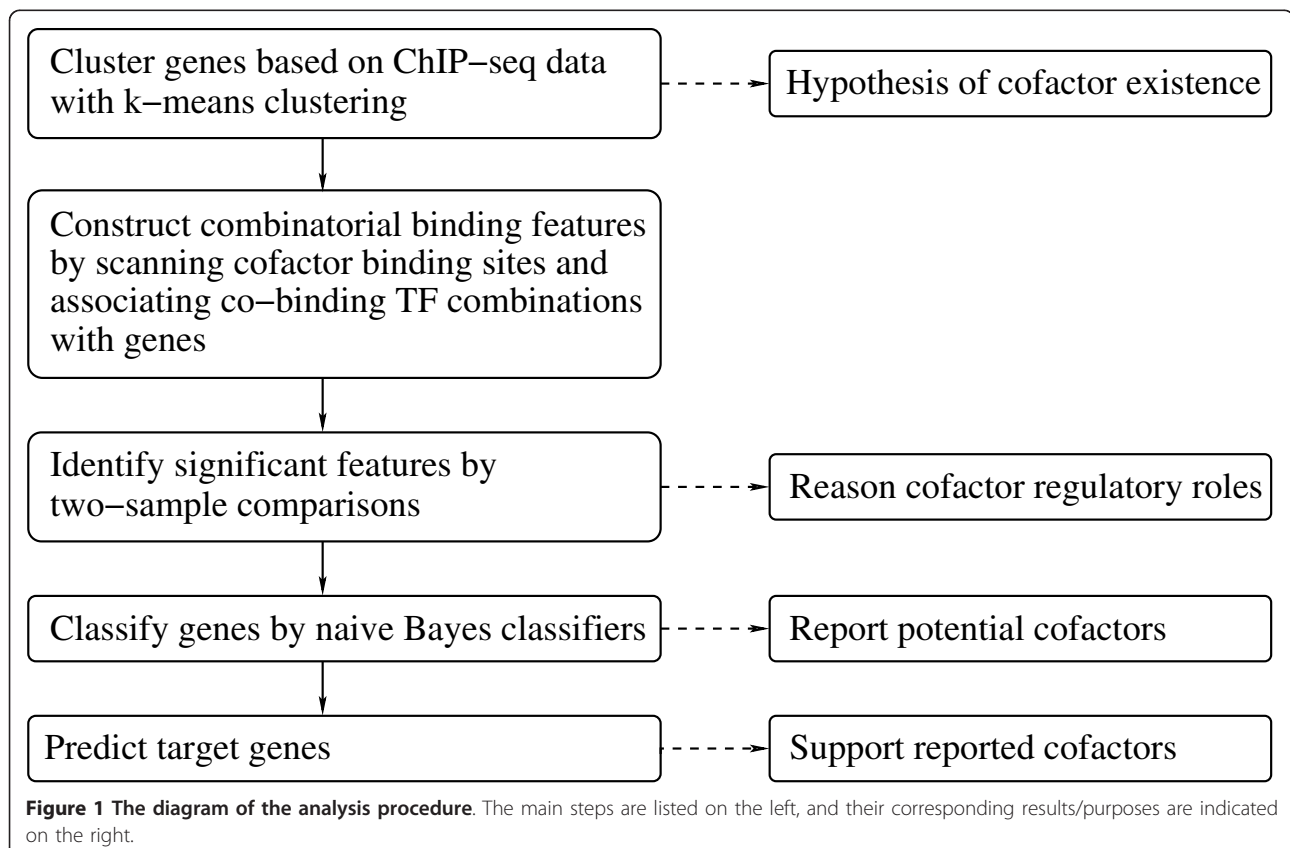 Cluster genes based on ChIP−seq data
with k−means clustering
Hypothesis of cofactor existence
Construct combinatorial binding features
by scanning cofactor binding sites and
associating co−binding TF combinations
with genes
Identify significant features by
two−sample comparisons
Reason cofactor regulatory roles
Classify genes by naive Bayes classifiers
Report potential cofactors
Predict target genes
Support reported cofactors
Figure 1 The diagram of the analysis procedure. The main steps are listed on the left, and their corresponding results/purposes are indicated
on the right.